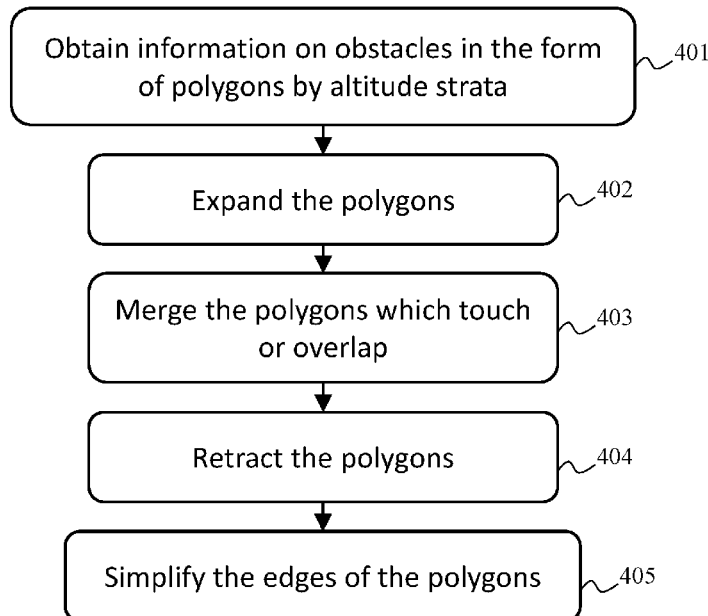 Obtain information on obstacles in the form
of polygons by altitude strata
401
Expand the polygons
402
Merge the polygons which touch
or overlap
403
Retract the polygons
404
Simplify the edges of the polygons
405